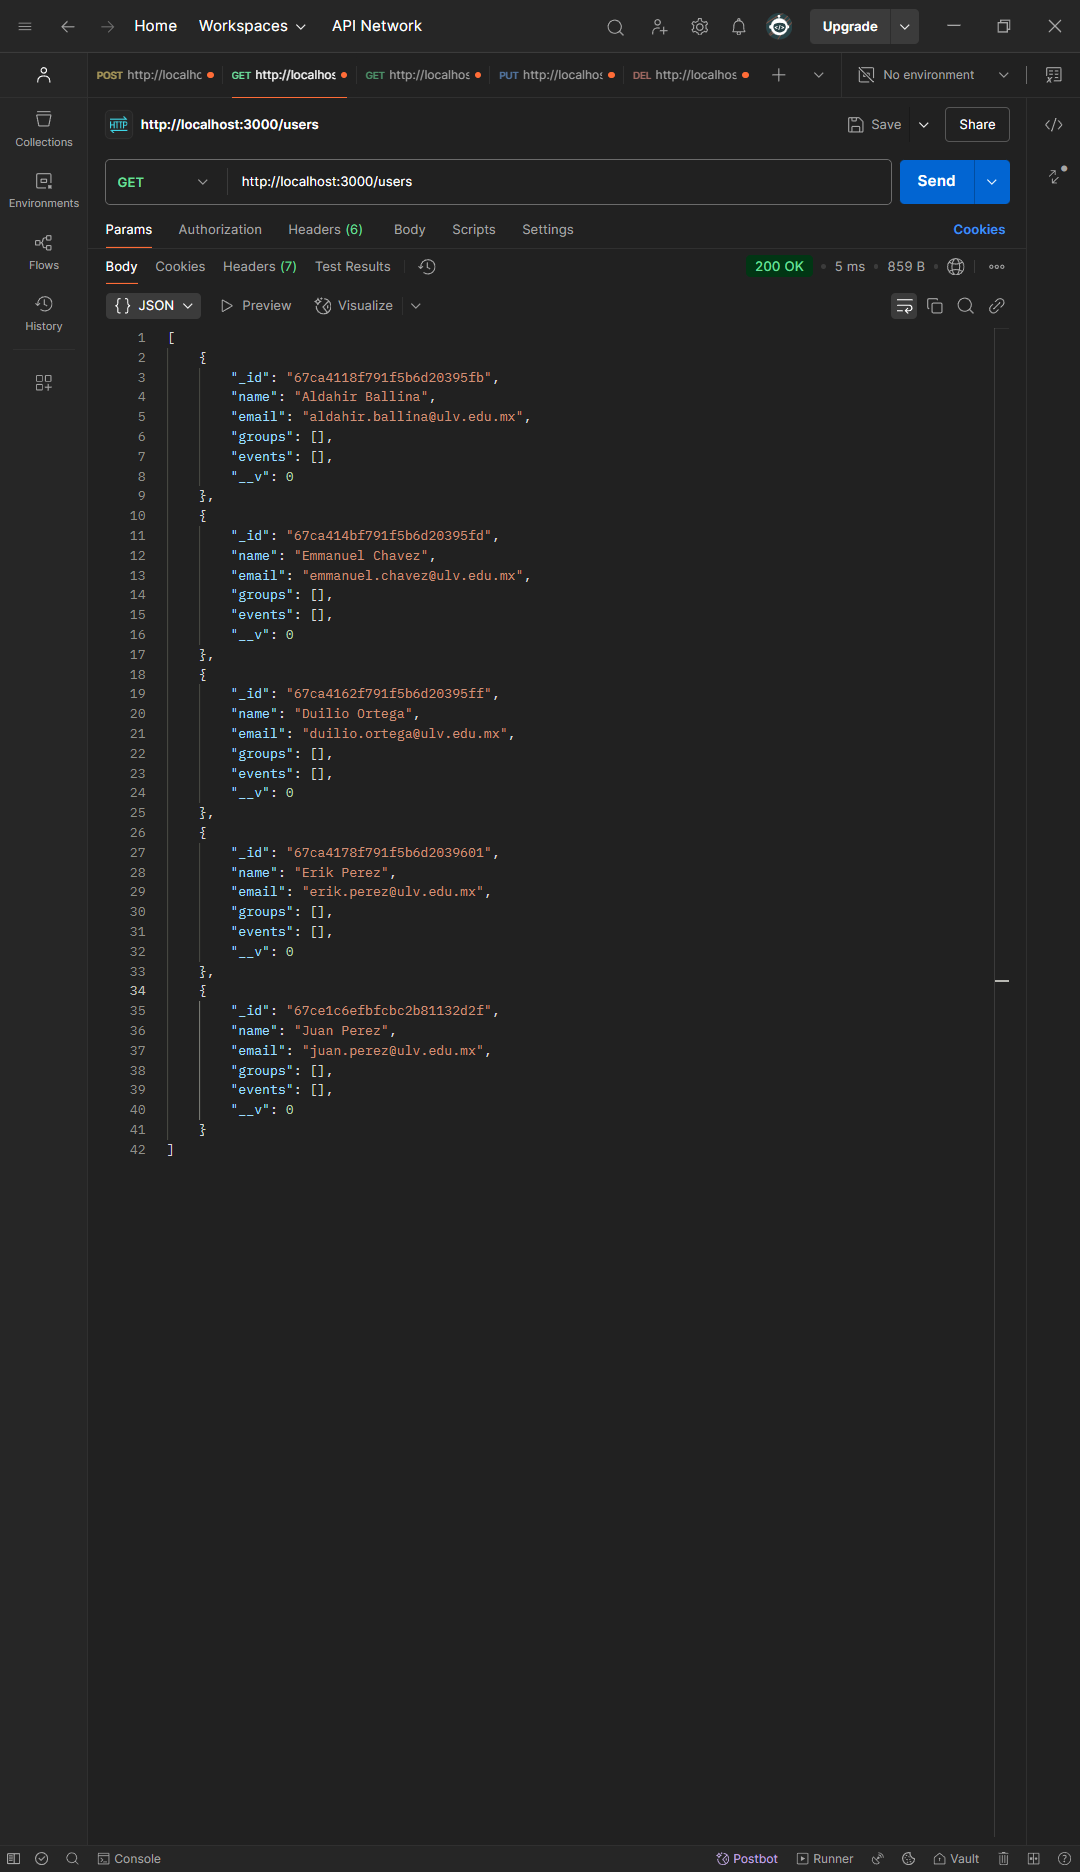 Home Workspaces API Network Upgrade
POST http://localhc GET http://localhos GET http://localhos PUT http://localhos DEL http://localhos No environment
HTTP http://localhost:3000/users Save Share
Collections
GET http://localhost:3000/users Send
Environments
Params Authorization Headers (6) Body Scripts Settings Cookies
Flows
Body Cookies Headers (7) Test Results 200 OK 5 ms 859 B
{} JSON Preview Visualize
History
1 [
2 {
3 "_id": "67ca4118f791f5b6d20395fb",
4 "name": "Aldahir Ballina",
5 "email": "aldahir.ballina@ulv.edu.mx",
6 "groups": [],
7 "events": [],
8 "__v": 0
9 },
10 {
11 "_id": "67ca414bf791f5b6d20395fd",
12 "name": "Emmanuel Chavez",
13 "email": "emmanuel.chavez@ulv.edu.mx",
14 "groups": [],
15 "events": [],
16 "__v": 0
17 },
18 {
19 "_id": "67ca4162f791f5b6d20395ff",
20 "name": "Duilio Ortega",
21 "email": "duilio.ortega@ulv.edu.mx",
22 "groups": [],
23 "events": [],
24 "__v": 0
25 },
26 {
27 "_id": "67ca4178f791f5b6d2039601",
28 "name": "Erik Perez",
29 "email": "erik.perez@ulv.edu.mx",
30 "groups": [],
31 "events": [],
32 "__v": 0
33 },
34 {
35 "_id": "67ce1c6efbfcbc2b81132d2f",
36 "name": "Juan Perez",
37 "email": "juan.perez@ulv.edu.mx",
38 "groups": [],
39 "events": [],
40 "__v": 0
41 }
42 ]
Console Postbot Runner Vault